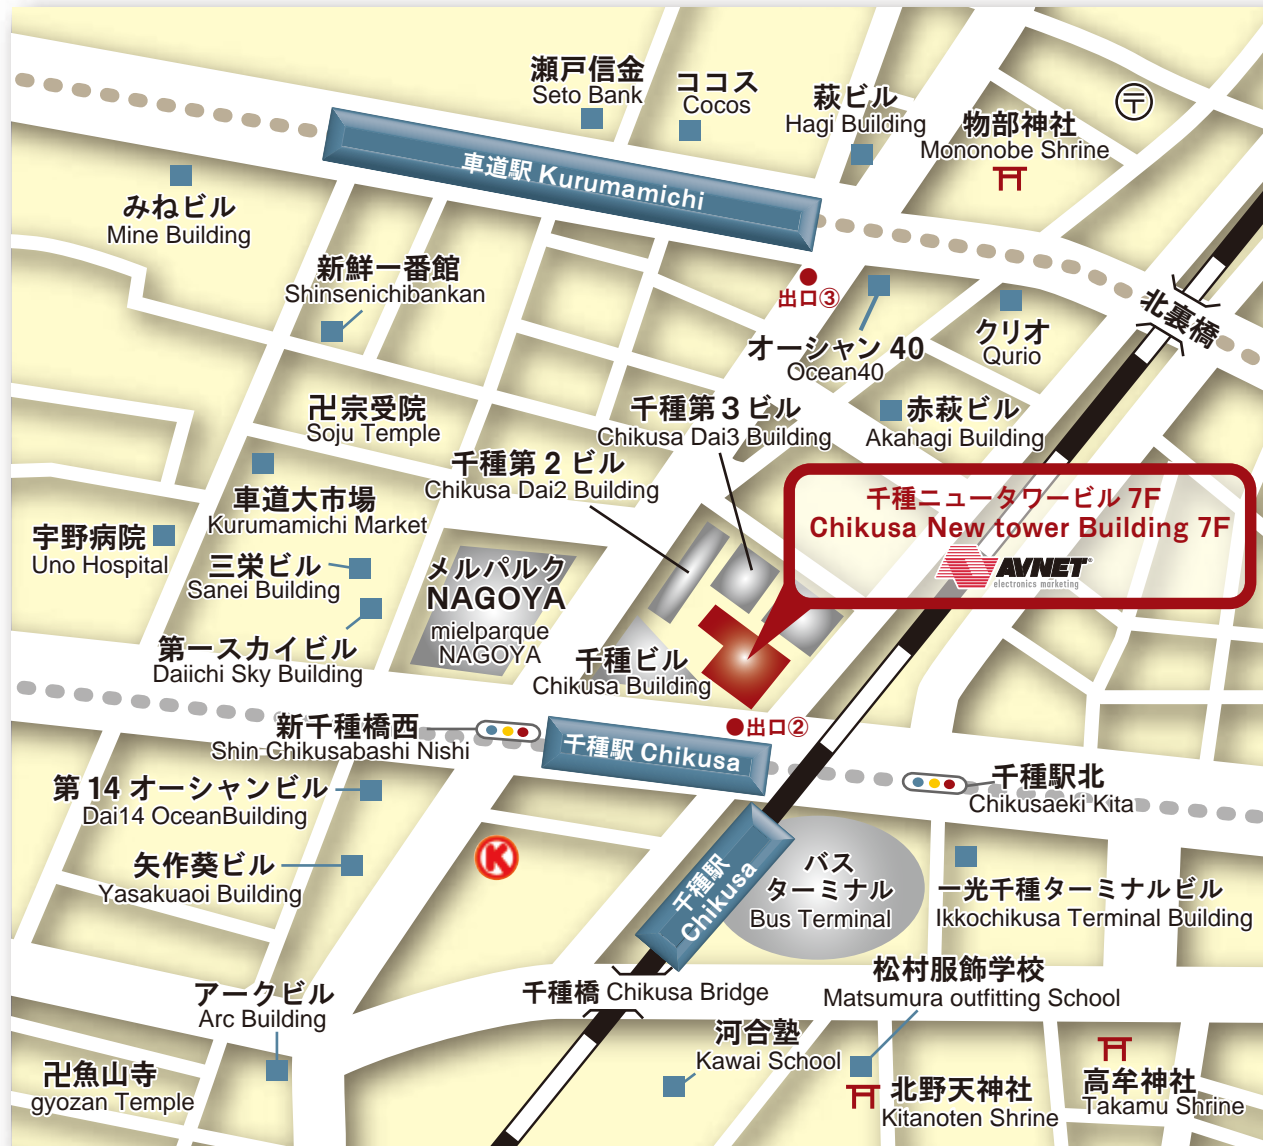 瀬戸信金
Seto Bank
ココス
Cocos
萩ビル
Hagi Building
物部神社
Mononobe Shrine
〒
車道駅 Kurumamichi
みねビル
Mine Building
新鮮一番館
Shinsenichibankan
出口③
オーシャン 40
Ocean40
クリオ
Qurio
北裏橋
卍宗受院
Soju Temple
千種第３ビル
Chikusa Dai3 Building
赤萩ビル
Akahagi Building
千種第 2 ビル
Chikusa Dai2 Building
車道大市場
Kurumamichi Market
千種ニュータワービル 7F
Chikusa New tower Building 7F
AVNET
electronics marketing
宇野病院
Uno Hospital
三栄ビル
Sanei Building
メルパルク
NAGOYA
mielparque
NAGOYA
第一スカイビル
Daiichi Sky Building
千種ビル
Chikusa Building
新千種橋西
Shin Chikusabashi Nishi
出口②
千種駅 Chikusa
千種駅北
Chikusaeki Kita
第 14 オーシャンビル
Dai14 OceanBuilding
矢作葵ビル
Yasakuaoi Building
K
千種駅
Chikusa
バス
ターミナル
Bus Terminal
一光千種ターミナルビル
Ikkochikusa Terminal Building
アークビル
Arc Building
千種橋 Chikusa Bridge
松村服飾学校
Matsumura outfitting School
河合塾
Kawai School
卍魚山寺
gyozan Temple
北野天神社
Kitanoten Shrine
高牟神社
Takamu Shrine